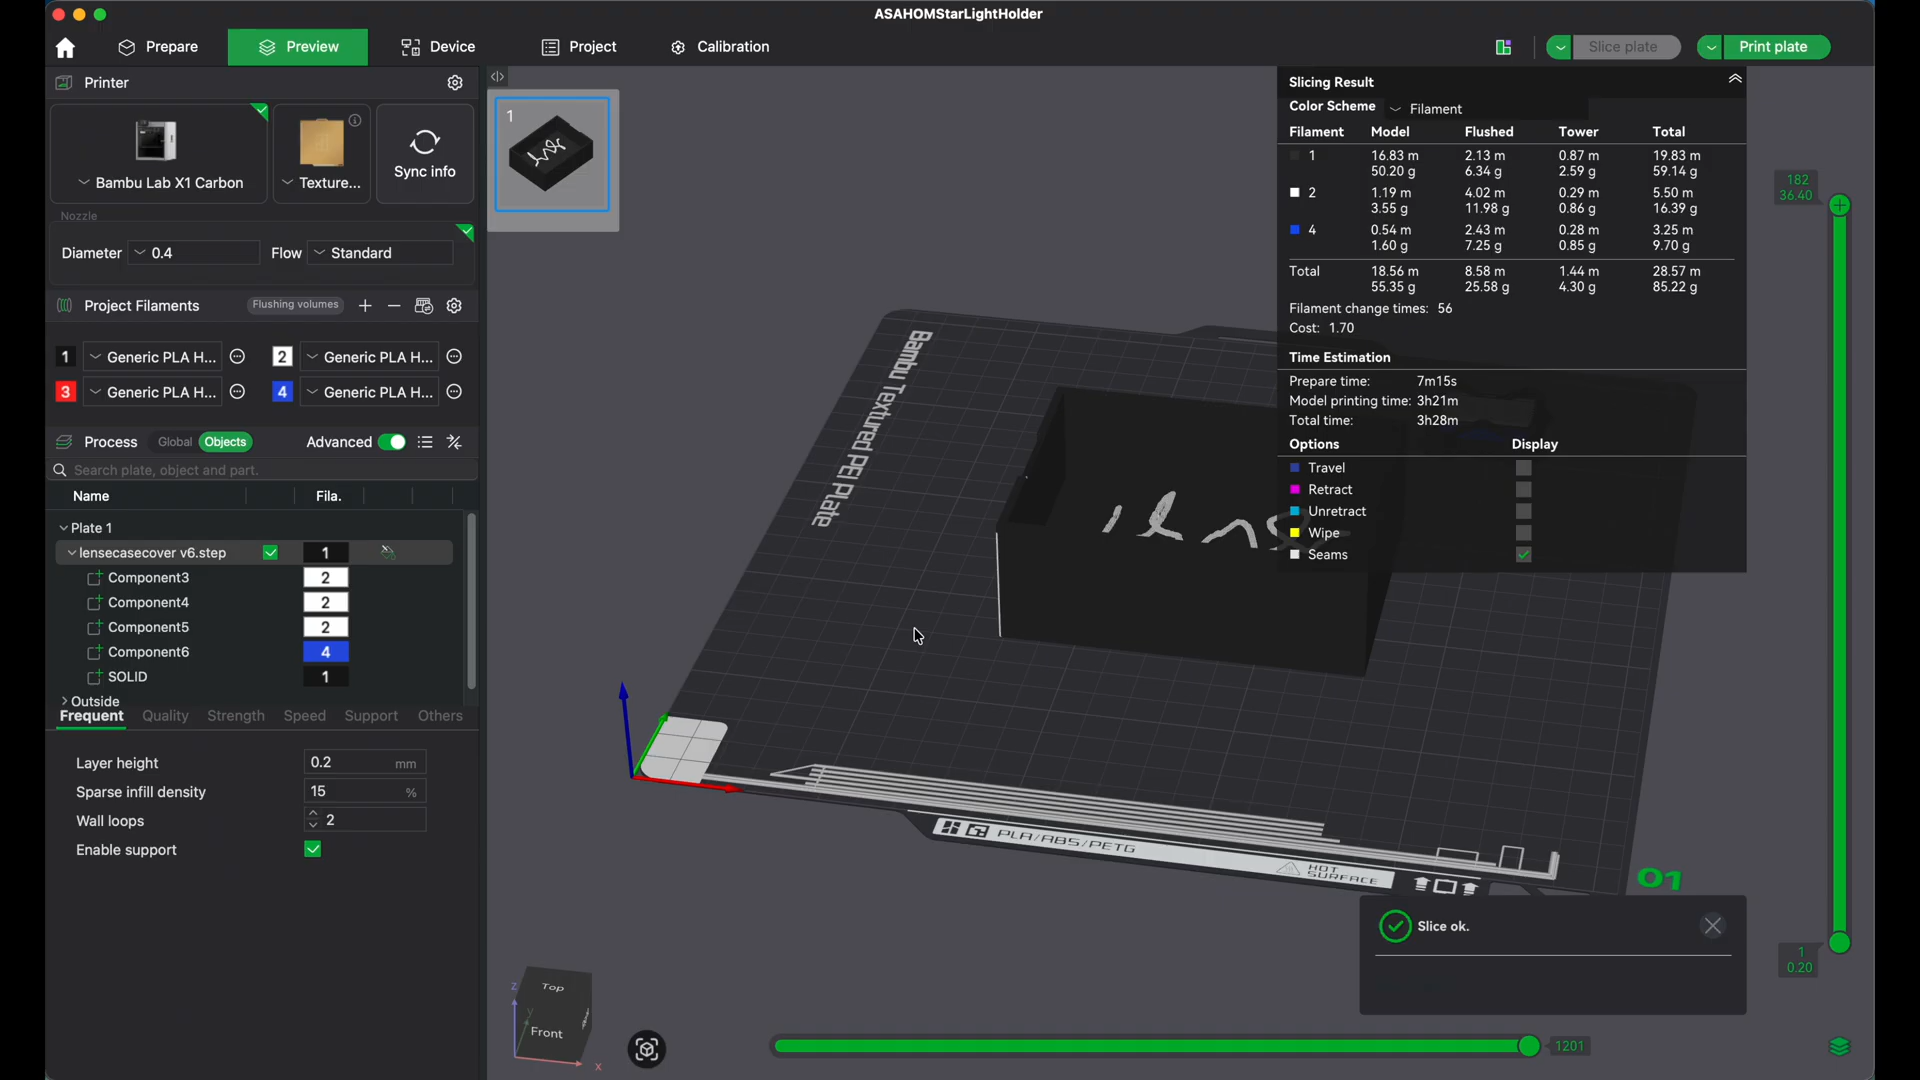 ASAHOMStarLightHolder
Prepare Preview Device Project Calibration Slice plate Print plate
Printer
Bambu Lab X1 Carbon Texture... Sync info
Nozzle
Diameter 0.4 Flow Standard
Project Filaments Flushing volumes
1 Generic PLA H... 2 Generic PLA H...
3 Generic PLA H... 4 Generic PLA H...
Process Global Objects Advanced
Search plate, object and part.
Name Fila.
Plate 1
lensecasecover v6.step 1
Component3 2
Component4 2
Component5 2
Component6 4
SOLID 1
Outside
Frequent Quality Strength Speed Support Others
Layer height 0.2 mm
Sparse infill density 15 %
Wall loops 2
Enable support
1
Bambu Textured PEI Plate
PLA/ABS/PETG
HOT
SURFACE
01
Top
Front
z
y
x
Slicing Result
Color Scheme Filament
Filament Model Flushed Tower Total
1 16.83 m 2.13 m 0.87 m 19.83 m
50.20 g 6.34 g 2.59 g 59.14 g
2 1.19 m 4.02 m 0.29 m 5.50 m
3.55 g 11.98 g 0.86 g 16.39 g
4 0.54 m 2.43 m 0.28 m 3.25 m
1.60 g 7.25 g 0.85 g 9.70 g
Total 18.56 m 8.58 m 1.44 m 28.57 m
55.35 g 25.58 g 4.30 g 85.22 g
Filament change times: 56
Cost: 1.70
Time Estimation
Prepare time: 7m15s
Model printing time: 3h21m
Total time: 3h28m
Options Display
Travel
Retract
Unretract
Wipe
Seams
182
36.40
1
0.20
Slice ok.
1201